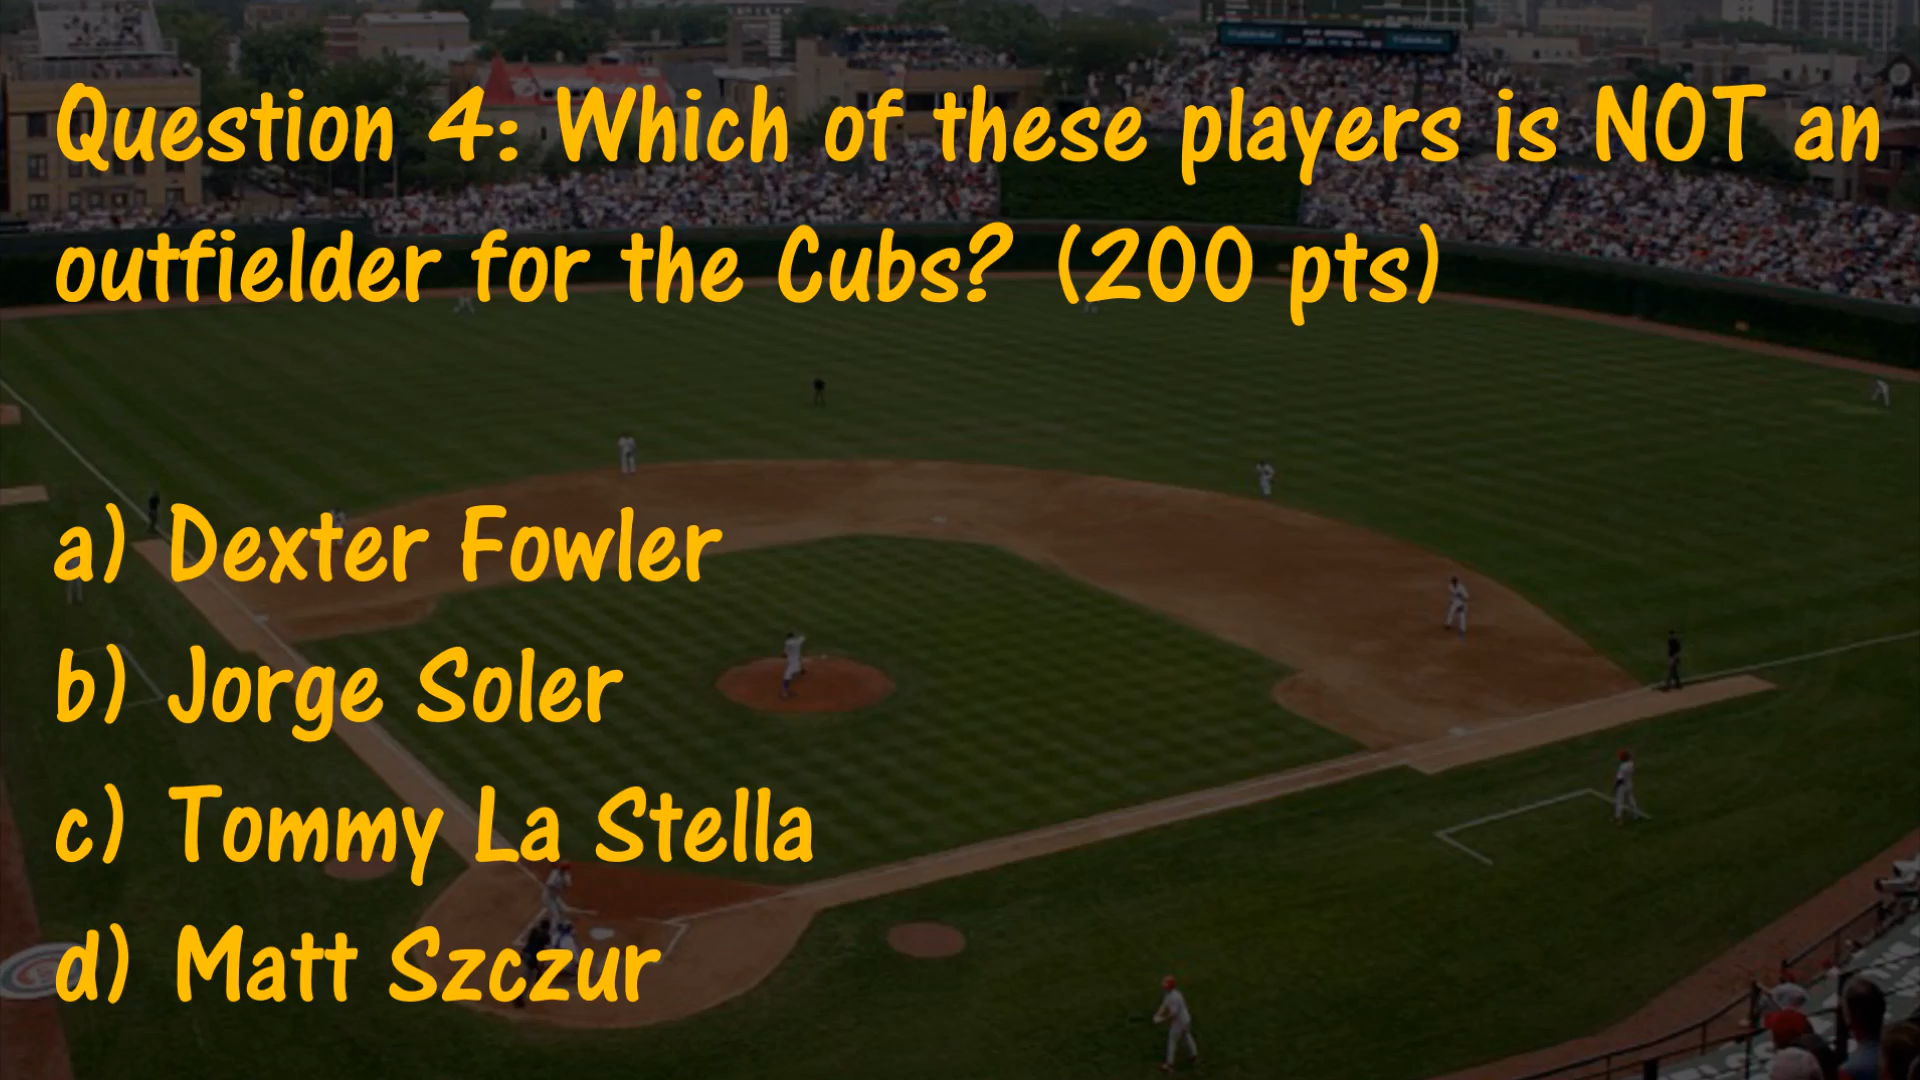 Question 4: Which of these players is NOT an
outfielder for the Cubs? (200 pts)
a) Dexter Fowler
b) Jorge Soler
c) Tommy La Stella
d) Matt Szczur